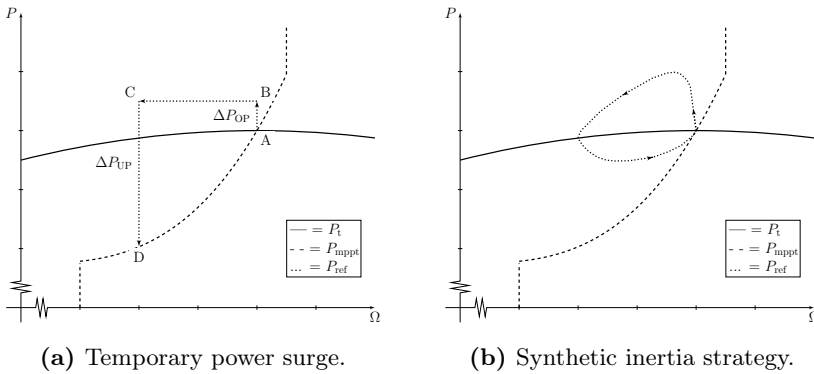 P
C
B
ΔP_OP
A
ΔP_UP
D
= P_t
= P_mppt
= P_ref
Ω
(a) Temporary power surge.
P
= P_t
= P_mppt
= P_ref
Ω
(b) Synthetic inertia strategy.